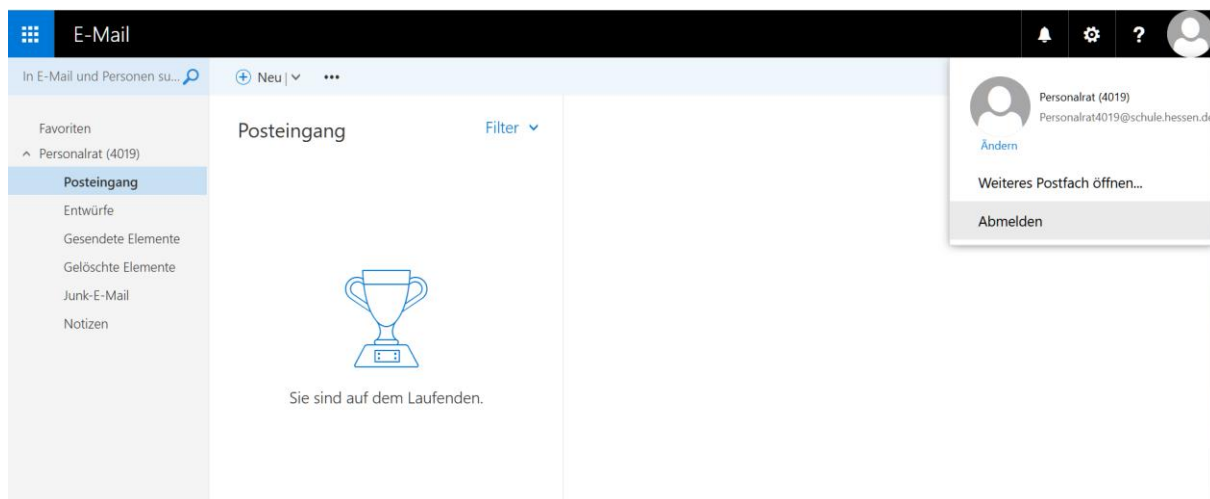 E-Mail
?
In E-Mail und Personen su...
Neu
Favoriten
Personalrat (4019)
Posteingang
Entwürfe
Gesendete Elemente
Gelöschte Elemente
Junk-E-Mail
Notizen
Posteingang
Filter
Sie sind auf dem Laufenden.
Personalrat (4019)
Personalrat4019@schule.hessen.de
Ändern
Weiteres Postfach öffnen...
Abmelden